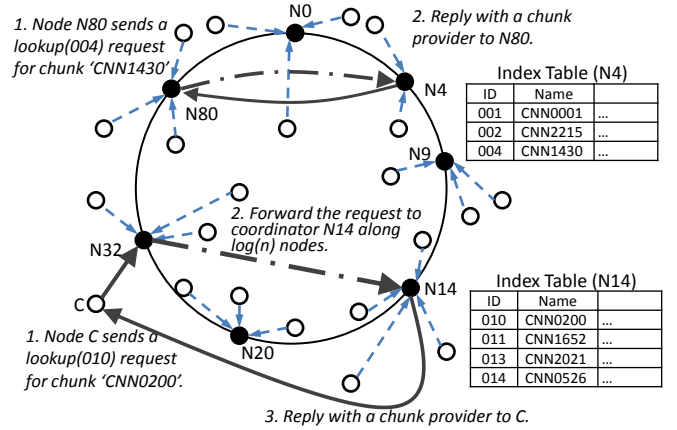 1. Node N80 sends a
lookup(004) request
for chunk ‘CNN1430’
N0
2. Reply with a chunk
provider to N80.
N80
N4
Index Table (N4)
ID Name
001 CNN0001 ...
002 CNN2215 ...
004 CNN1430 ...
N9
2. Forward the request to
coordinator N14 along
log(n) nodes.
N32
N14
C
N20
Index Table (N14)
ID Name
010 CNN0200 ...
011 CNN1652 ...
013 CNN2021 ...
014 CNN0526 ...
1. Node C sends a
lookup(010) request
for chunk ‘CNN0200’.
3. Reply with a chunk provider to C.